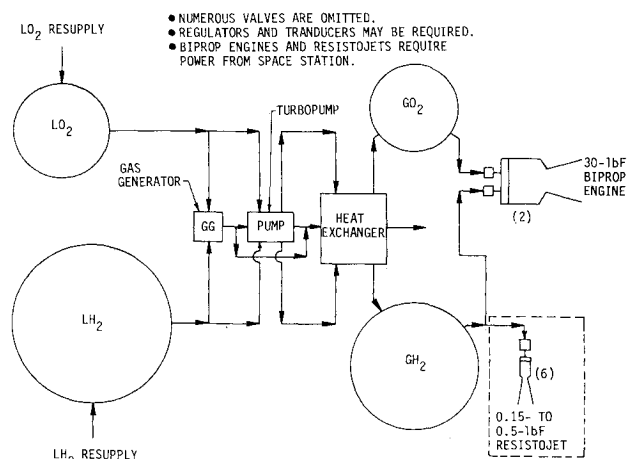 ● NUMEROUS VALVES ARE OMITTED.
● REGULATORS AND TRANDUCERS MAY BE REQUIRED.
● BIPROP ENGINES AND RESISTOJETS REQUIRE
POWER FROM SPACE STATION.
LO2 RESUPPLY
LO2
GAS
GENERATOR
TURBOPUMP
GG
PUMP
HEAT
EXCHANGER
GO2
30-lbF
BIPROP
ENGINE
(2)
LH2
GH2
(6)
0.15- TO
0.5-lbF
RESISTOJET
LH2 RESUPPLY